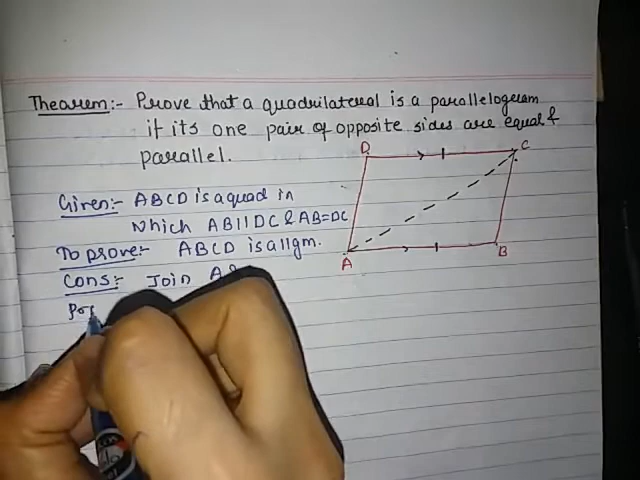 Thearem:- Prove that a quadrilateral is a parallelogram
if its one pair of opposite sides are equal &
parallel.
D
C
Given:- ABCD is a quad in
which AB || DC & AB=DC
To prove:- ABCD is a llgm.
B
A
Cons:- Join